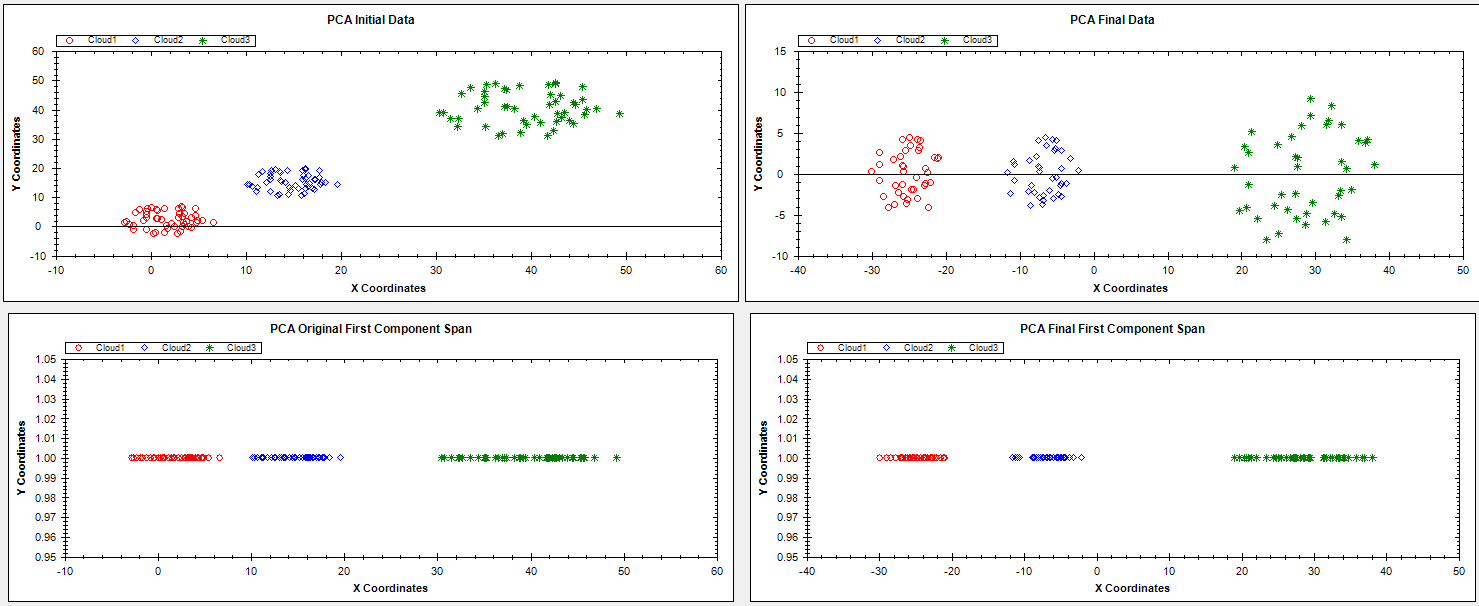 PCA Initial Data
Cloud1 Cloud2 Cloud3
Y Coordinates
60
50
40
30
20
10
0
-10
-10 0 10 20 30 40 50 60
X Coordinates
PCA Final Data
Cloud1 Cloud2 Cloud3
Y Coordinates
15
10
5
0
-5
-10
-40 -30 -20 -10 0 10 20 30 40 50
X Coordinates
PCA Original First Component Span
Cloud1 Cloud2 Cloud3
Y Coordinates
1.05
1.04
1.03
1.02
1.01
1.00
0.99
0.98
0.97
0.96
0.95
-10 0 10 20 30 40 50 60
X Coordinates
PCA Final First Component Span
Cloud1 Cloud2 Cloud3
Y Coordinates
1.05
1.04
1.03
1.02
1.01
1.00
0.99
0.98
0.97
0.96
0.95
-40 -30 -20 -10 0 10 20 30 40 50
X Coordinates